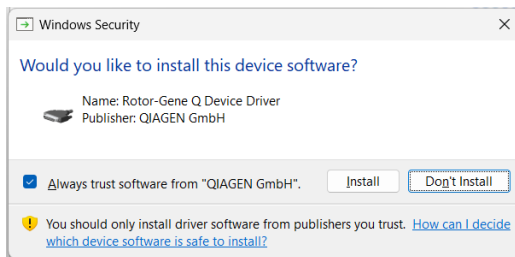 Windows Security
Would you like to install this device software?
Name: Rotor-Gene Q Device Driver
Publisher: QIAGEN GmbH
Always trust software from "QIAGEN GmbH".
Install
Don't Install
You should only install driver software from publishers you trust. How can I decide
which device software is safe to install?